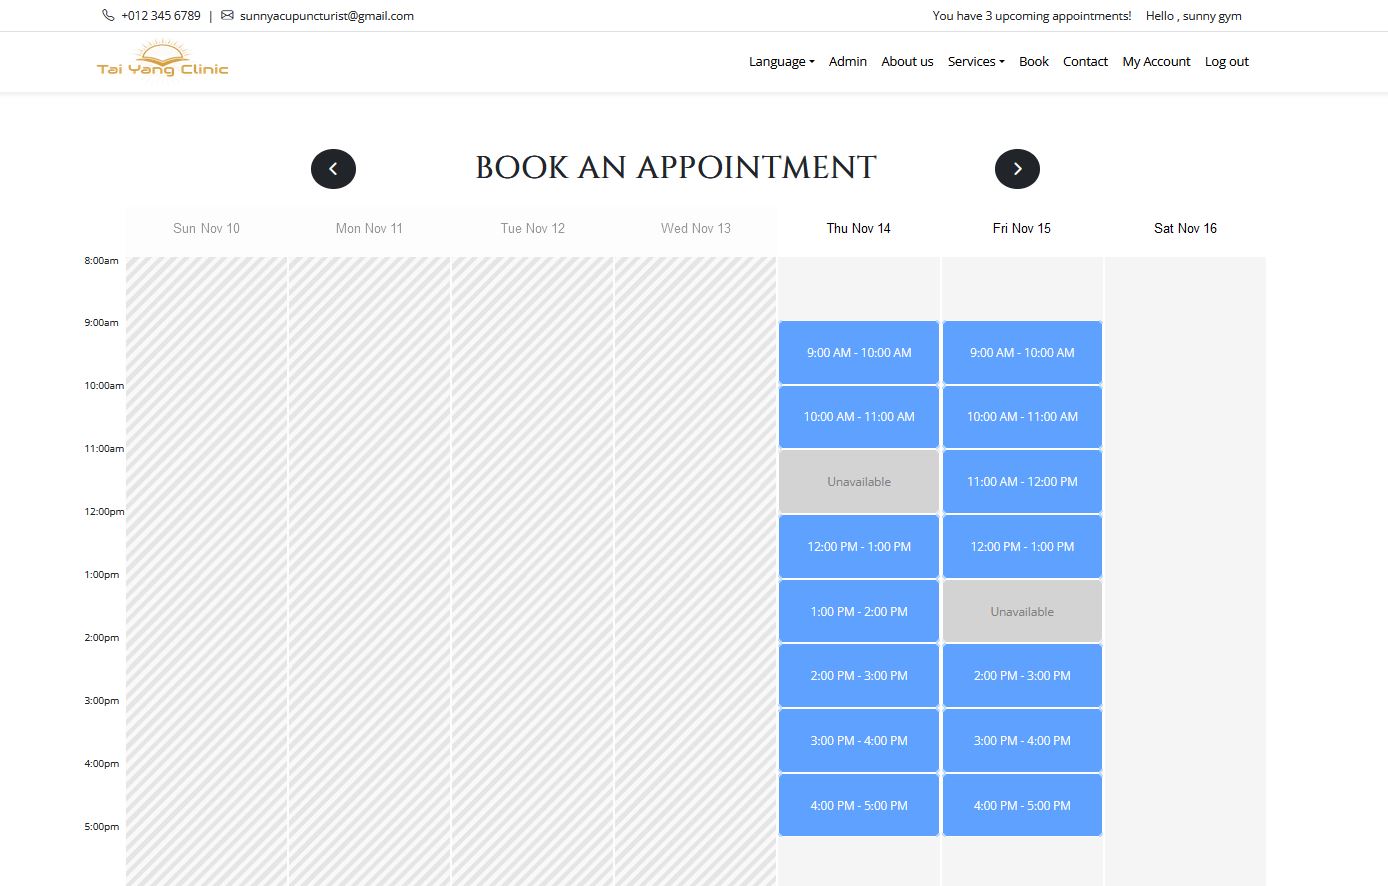 +012 345 6789 | sunnyacupuncturist@gmail.com You have 3 upcoming appointments! Hello , sunny gym
Tai Yang Clinic
Language Admin About us Services Book Contact My Account Log out
BOOK AN APPOINTMENT
Sun Nov 10 Mon Nov 11 Tue Nov 12 Wed Nov 13 Thu Nov 14 Fri Nov 15 Sat Nov 16
8:00am
9:00am
9:00 AM - 10:00 AM 9:00 AM - 10:00 AM
10:00am
10:00 AM - 11:00 AM 10:00 AM - 11:00 AM
11:00am
Unavailable 11:00 AM - 12:00 PM
12:00pm
12:00 PM - 1:00 PM 12:00 PM - 1:00 PM
1:00pm
1:00 PM - 2:00 PM Unavailable
2:00pm
2:00 PM - 3:00 PM 2:00 PM - 3:00 PM
3:00pm
3:00 PM - 4:00 PM 3:00 PM - 4:00 PM
4:00pm
4:00 PM - 5:00 PM 4:00 PM - 5:00 PM
5:00pm